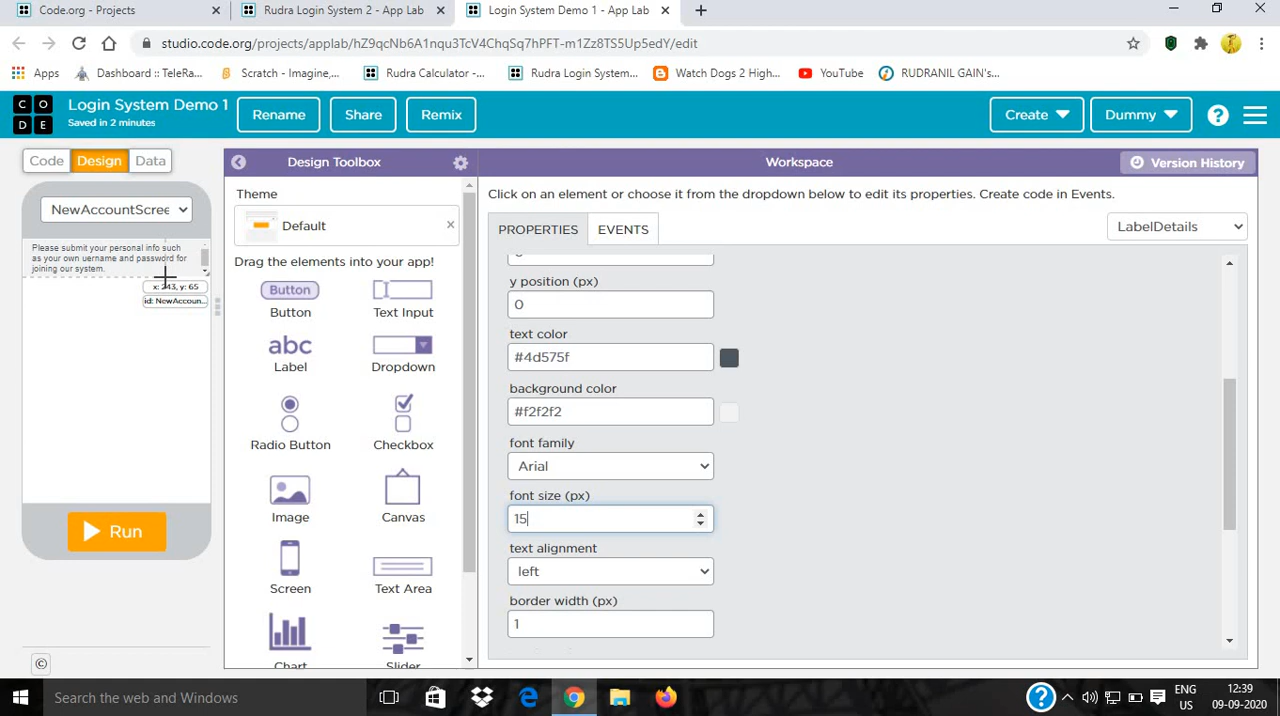 Code.org - Projects
Rudra Login System 2 - App Lab
Login System Demo 1 - App Lab
studio.code.org/projects/applab/hZ9qcNb6A1nqu3TcV4ChqSq7hPFT-m1Zz8TS5Up5edY/edit
Apps
Dashboard :: TeleRa...
Scratch - Imagine,...
Rudra Calculator -...
Rudra Login System...
Watch Dogs 2 High...
YouTube
RUDRANIL GAIN's...
C O
D E
Login System Demo 1
Saved in 2 minutes
Rename
Share
Remix
Create
Dummy
?
Code
Design
Data
Design Toolbox
Workspace
Version History
NewAccountScree
Please submit your personal info such
as your own uername and password for
joining our system.
x: 243, y: 65
id: NewAccoun...
Run
©
Theme
Default
Drag the elements into your app!
Button
Button
Text Input
abc
Label
Dropdown
Radio Button
Checkbox
Image
Canvas
Screen
Text Area
Chart
Slider
Click on an element or choose it from the dropdown below to edit its properties. Create code in Events.
PROPERTIES
EVENTS
LabelDetails
y position (px)
0
text color
#4d575f
background color
#f2f2f2
font family
Arial
font size (px)
15
text alignment
left
border width (px)
1
Search the web and Windows
ENG
US
12:39
09-09-2020